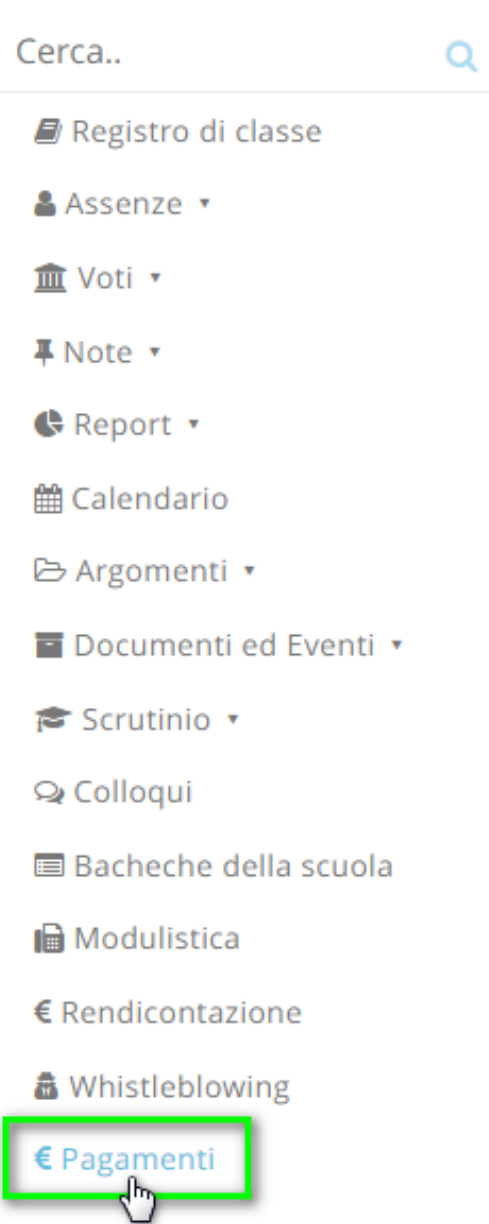 Cerca..
Registro di classe
Assenze
Voti
Note
Report
Calendario
Argomenti
Documenti ed Eventi
Scrutinio
Colloqui
Bacheche della scuola
Modulistica
€ Rendicontazione
Whistleblowing
€ Pagamenti